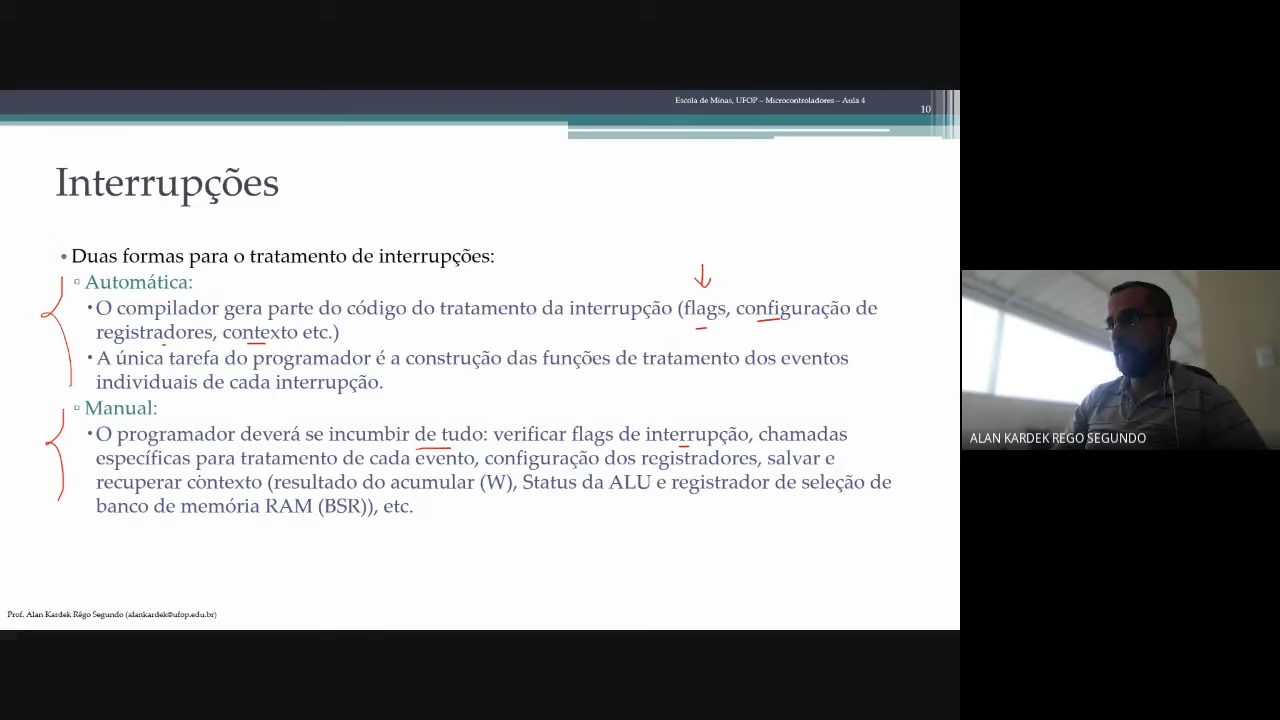 Escola de Minas, UFOP – Microcontroladores – Aula 4
10
Interrupções
• Duas formas para o tratamento de interrupções:
▫ Automática:
• O compilador gera parte do código do tratamento da interrupção (flags, configuração de
registradores, contexto etc.)
• A única tarefa do programador é a construção das funções de tratamento dos eventos
individuais de cada interrupção.
▫ Manual:
• O programador deverá se incumbir de tudo: verificar flags de interrupção, chamadas
específicas para tratamento de cada evento, configuração dos registradores, salvar e
recuperar contexto (resultado do acumular (W), Status da ALU e registrador de seleção de
banco de memória RAM (BSR)), etc.
Prof. Alan Kardek Rêgo Segundo (alankardek@ufop.edu.br)
ALAN KARDEK REGO SEGUNDO